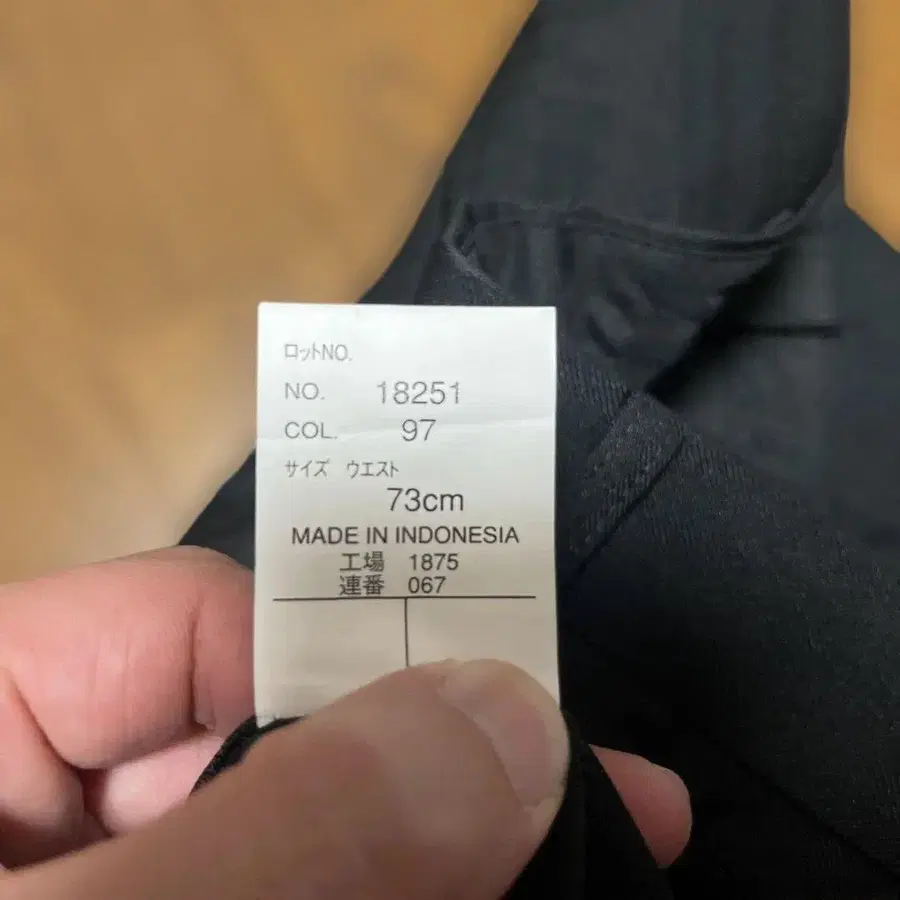 ロットNO.
NO. 18251
COL. 97
サイズ ウエスト
73cm
MADE IN INDONESIA
工場 1875
連番 067